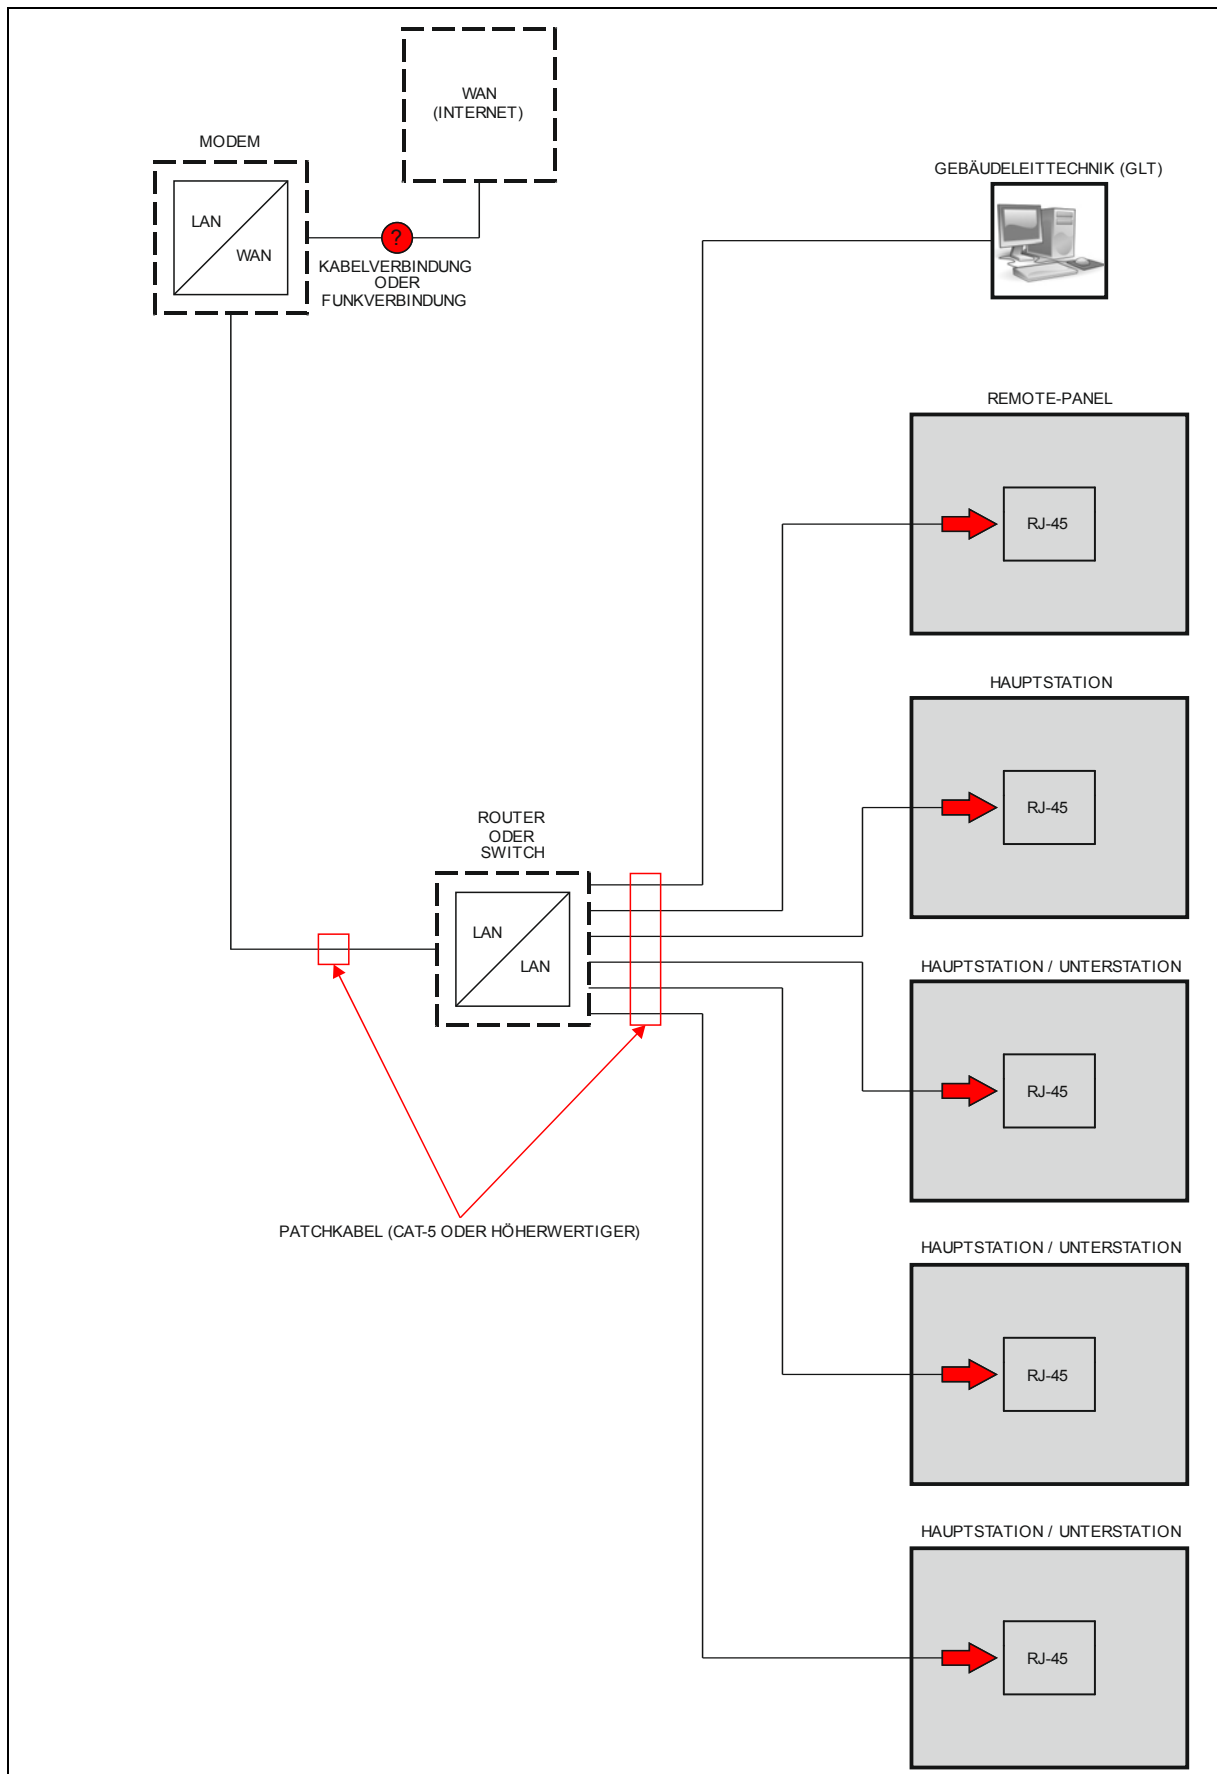 WAN
(INTERNET)
MODEM
LAN
WAN
?
KABELVERBINDUNG
ODER
FUNKVERBINDUNG
GEBÄUDELEITTECHNIK (GLT)
REMOTE-PANEL
RJ-45
HAUPTSTATION
RJ-45
ROUTER
ODER
SWITCH
LAN
LAN
HAUPTSTATION / UNTERSTATION
RJ-45
PATCHKABEL (CAT-5 ODER HÖHERWERTIGER)
HAUPTSTATION / UNTERSTATION
RJ-45
HAUPTSTATION / UNTERSTATION
RJ-45